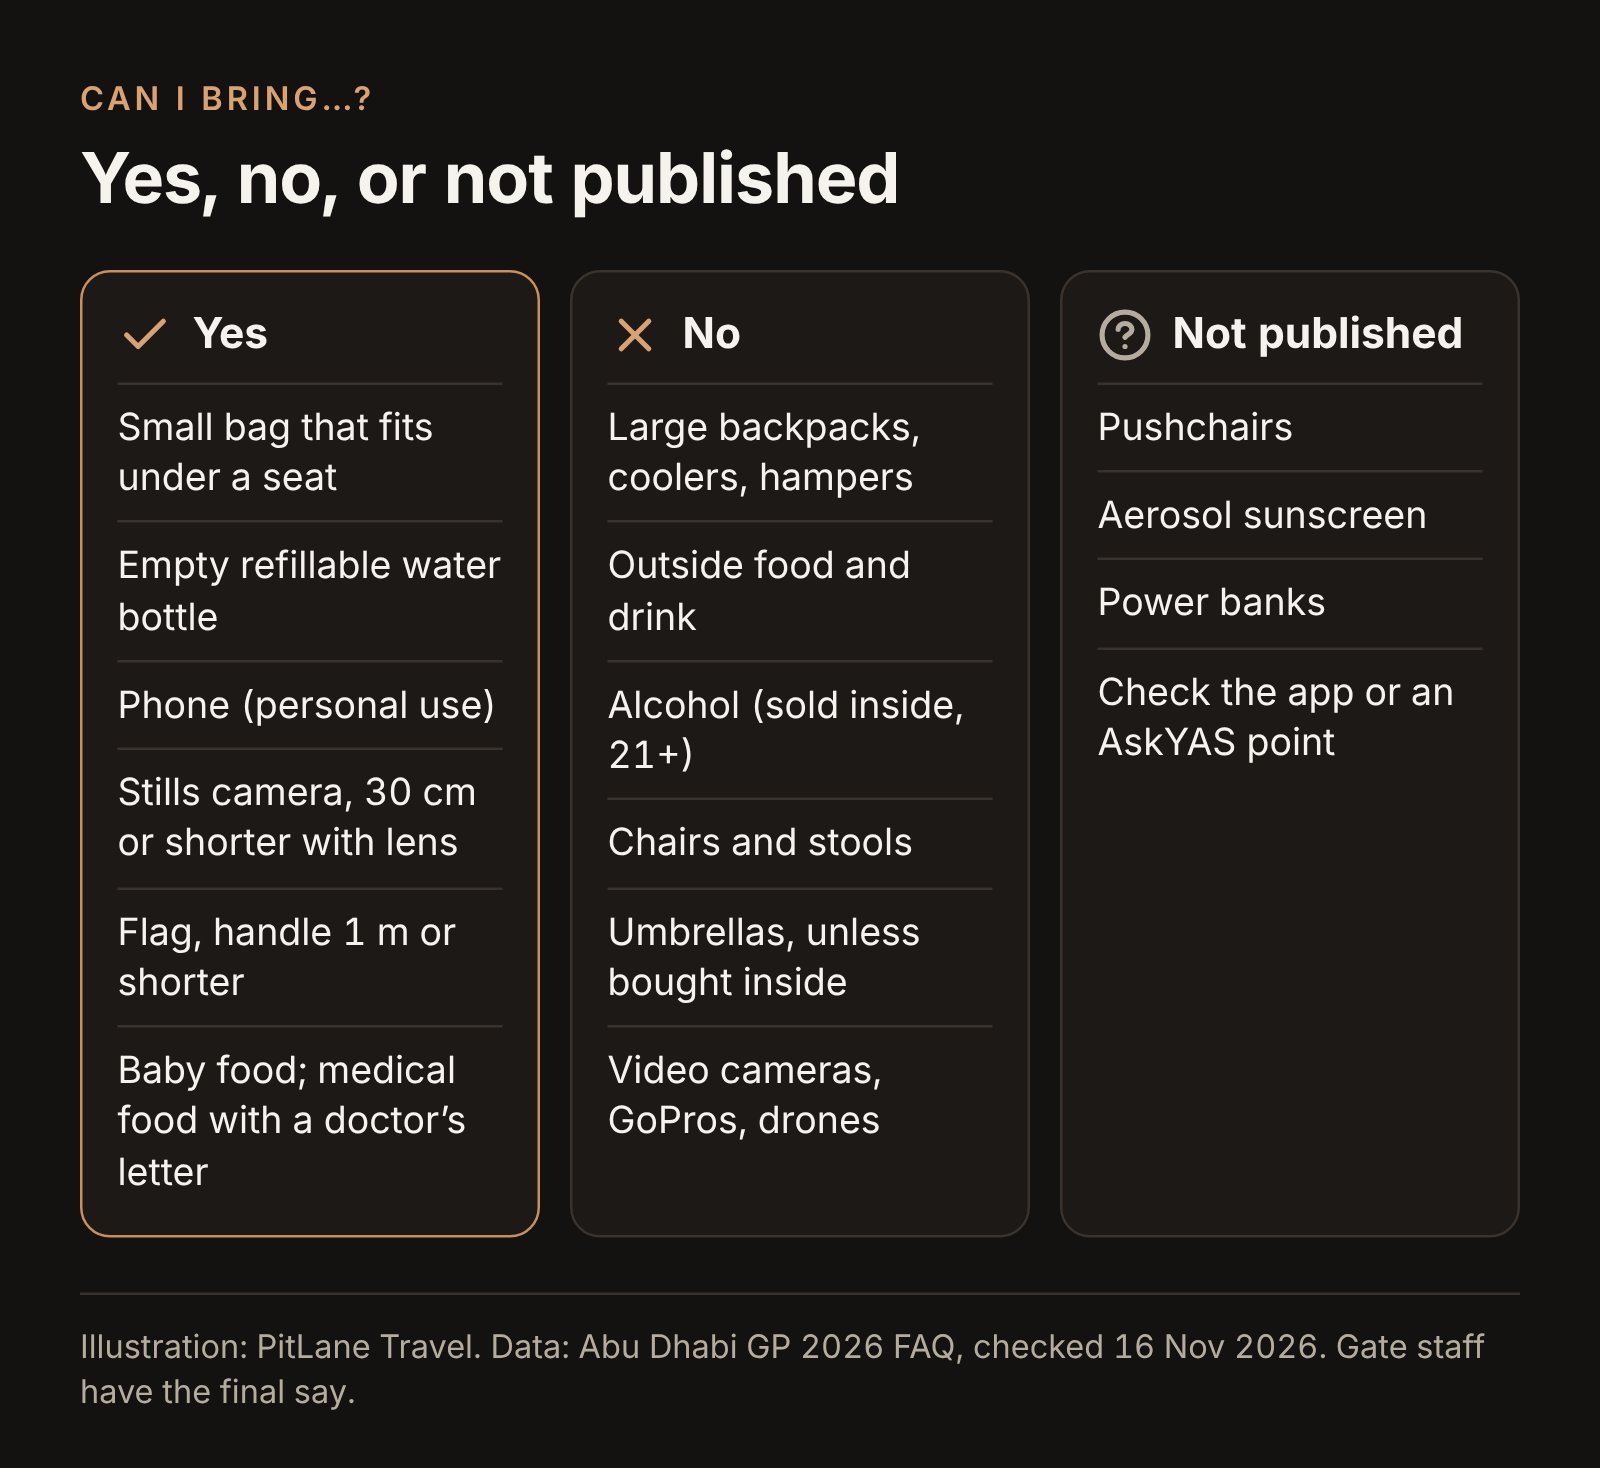 CAN I BRING…?
Yes, no, or not published
Yes
Small bag that fits
under a seat
Empty refillable water
bottle
Phone (personal use)
Stills camera, 30 cm
or shorter with lens
Flag, handle 1 m or
shorter
Baby food; medical
food with a doctor’s
letter
No
Large backpacks,
coolers, hampers
Outside food and
drink
Alcohol (sold inside,
21+)
Chairs and stools
Umbrellas, unless
bought inside
Video cameras,
GoPros, drones
Not published
Pushchairs
Aerosol sunscreen
Power banks
Check the app or an
AskYAS point
Illustration: PitLane Travel. Data: Abu Dhabi GP 2026 FAQ, checked 16 Nov 2026. Gate staff
have the final say.